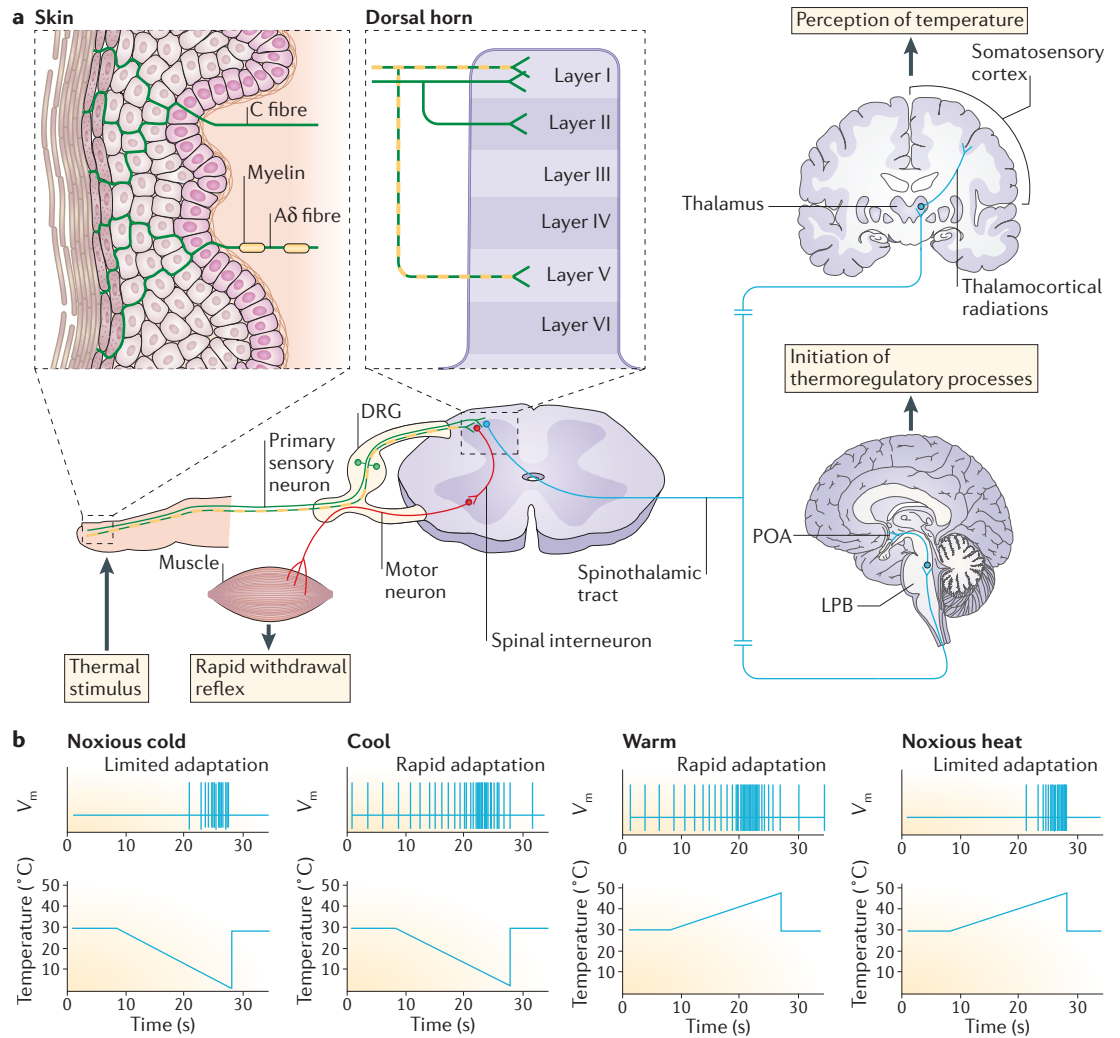 a Skin
Dorsal horn
C fibre
Myelin
Aδ fibre
Layer I
Layer II
Layer III
Layer IV
Layer V
Layer VI
Perception of temperature
Somatosensory
cortex
Thalamus
Thalamocortical
radiations
Initiation of
thermoregulatory processes
POA
LPB
DRG
Primary
sensory
neuron
Muscle
Motor
neuron
Spinal interneuron
Spinothalamic
tract
Thermal
stimulus
Rapid withdrawal
reflex
b Noxious cold
Limited adaptation
Vm
0 10 20 30
Temperature (°C)
50
40
30
20
10
0 10 20 30
Time (s)
Cool
Rapid adaptation
Vm
0 10 20 30
Temperature (°C)
50
40
30
20
10
0 10 20 30
Time (s)
Warm
Rapid adaptation
Vm
0 10 20 30
Temperature (°C)
50
40
30
20
10
0 10 20 30
Time (s)
Noxious heat
Limited adaptation
Vm
0 10 20 30
Temperature (°C)
50
40
30
20
10
0 10 20 30
Time (s)